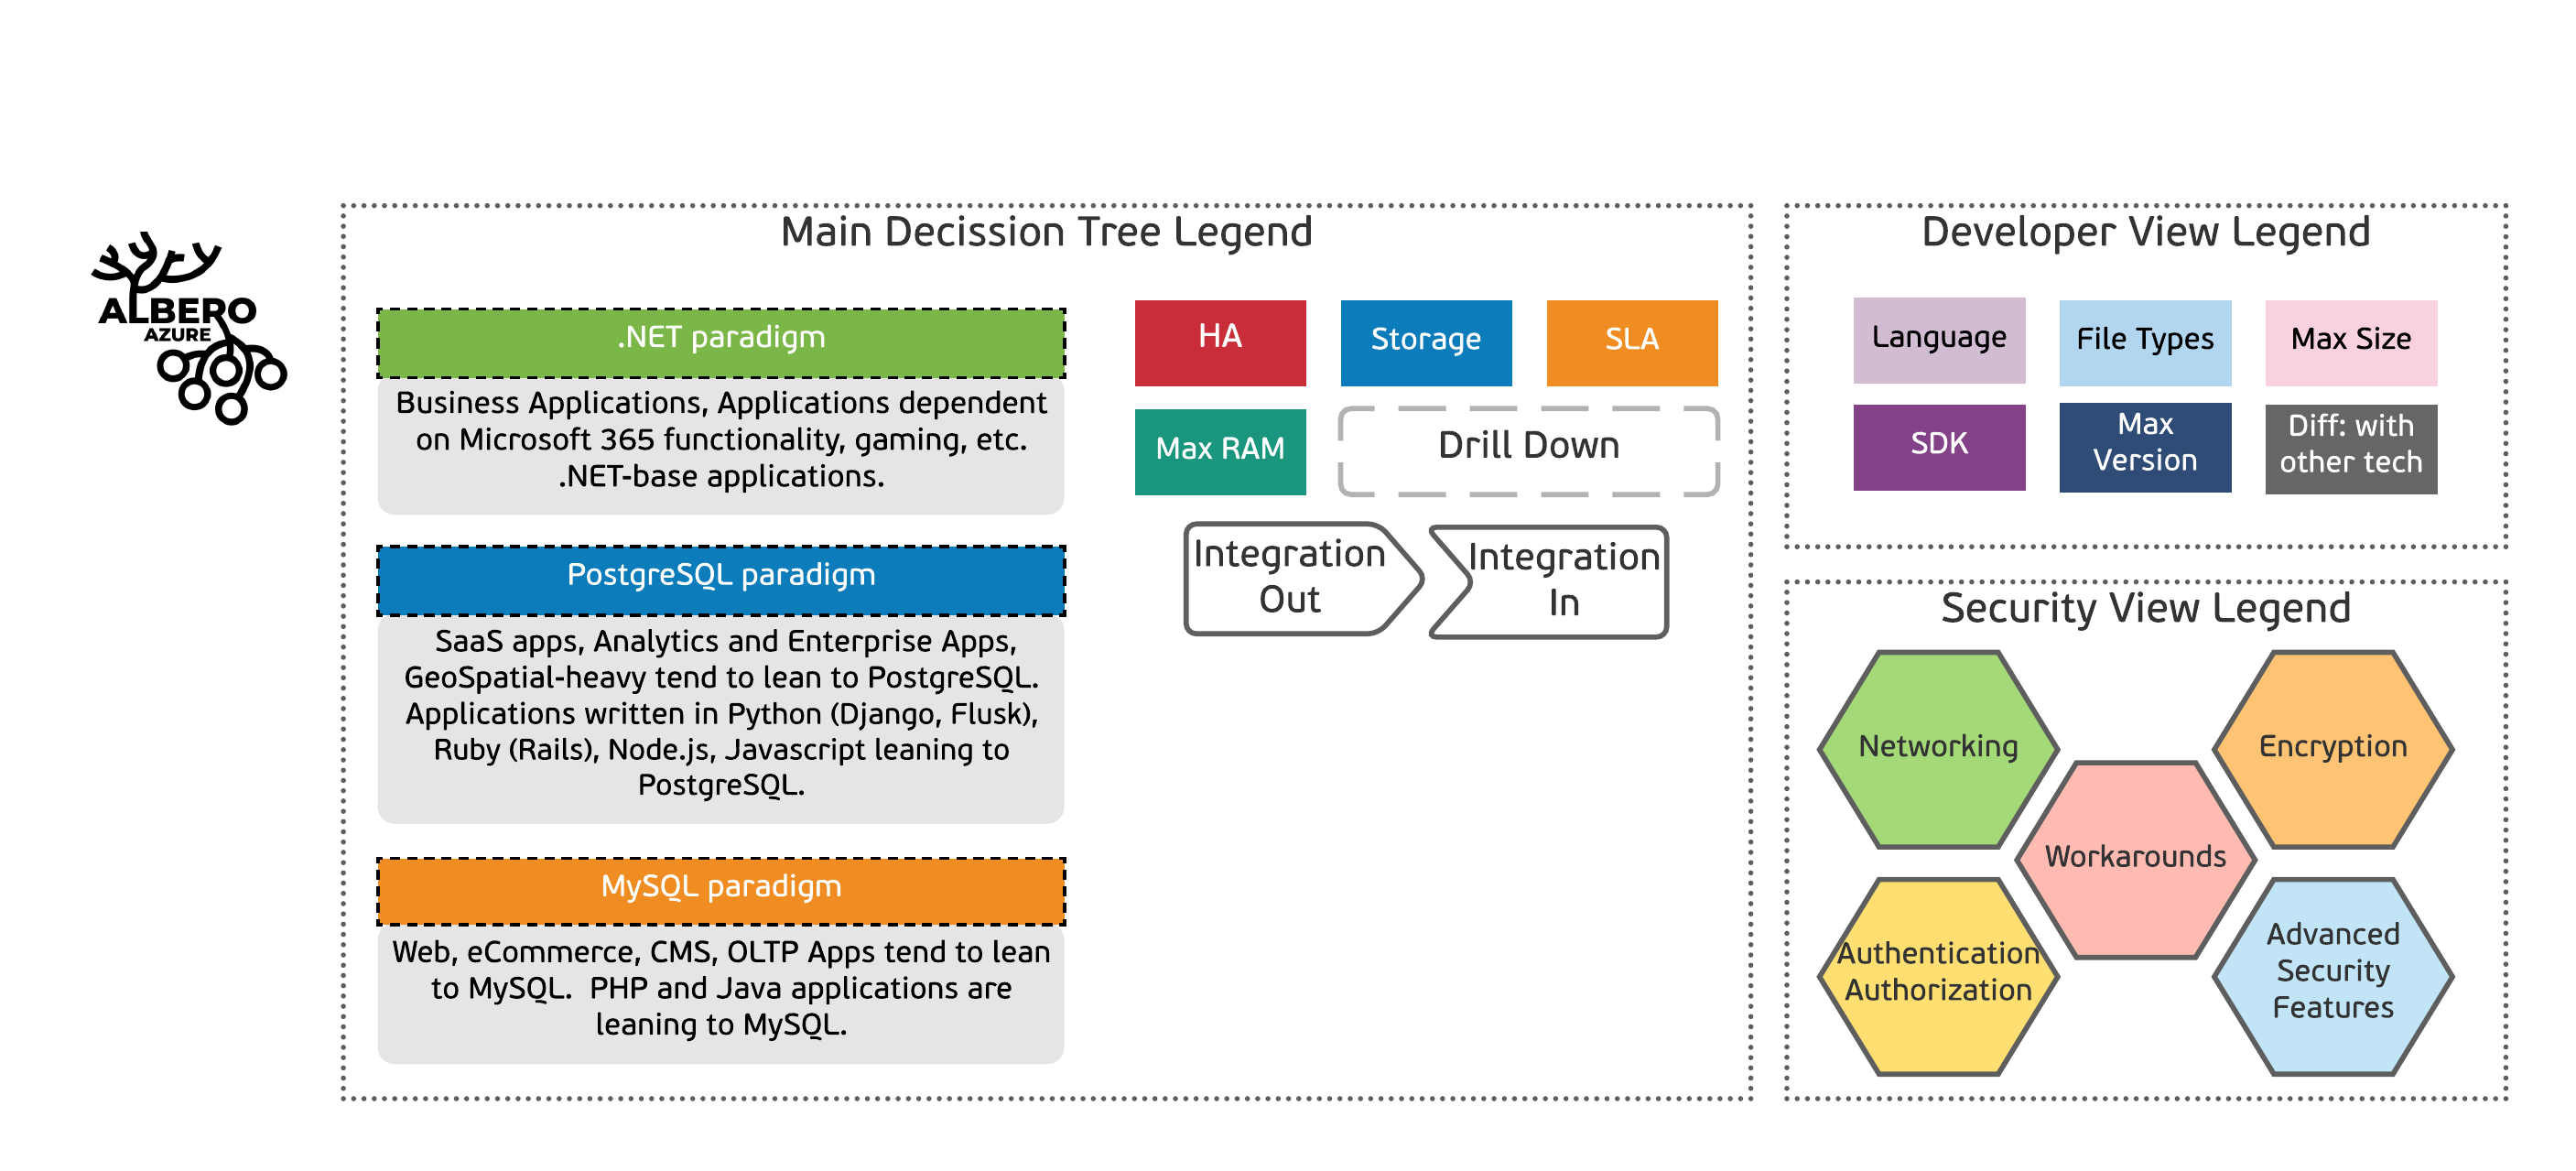 ALBERO
AZURE
Main Decission Tree Legend
.NET paradigm
Business Applications, Applications dependent
on Microsoft 365 functionality, gaming, etc.
.NET-base applications.
PostgreSQL paradigm
SaaS apps, Analytics and Enterprise Apps,
GeoSpatial-heavy tend to lean to PostgreSQL.
Applications written in Python (Django, Flusk),
Ruby (Rails), Node.js, Javascript leaning to
PostgreSQL.
MySQL paradigm
Web, eCommerce, CMS, OLTP Apps tend to lean
to MySQL.  PHP and Java applications are
leaning to MySQL.
HA
Storage
SLA
Max RAM
Drill Down
Integration
Out
Integration
In
Developer View Legend
Language
File Types
Max Size
SDK
Max
Version
Diff: with
other tech
Security View Legend
Networking
Encryption
Workarounds
Authentication
Authorization
Advanced
Security
Features